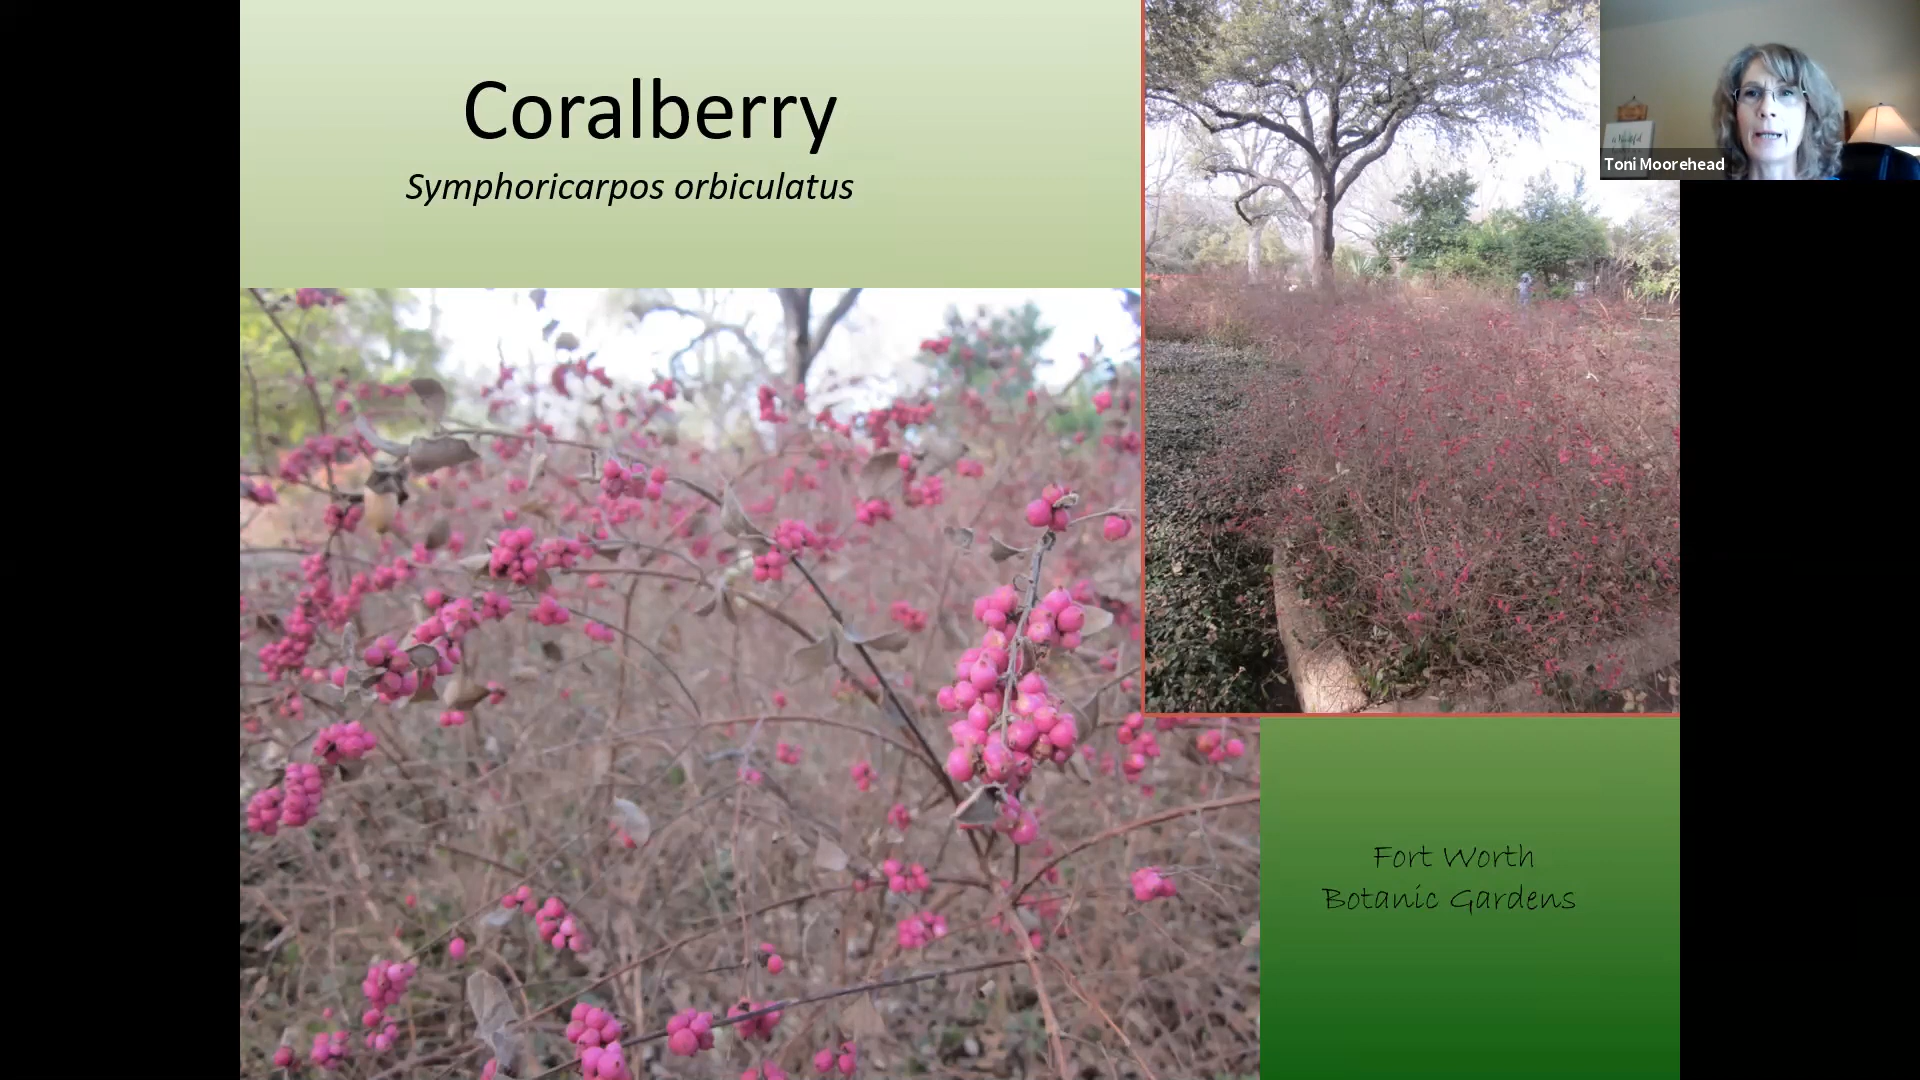 Coralberry
Symphoricarpos orbiculatus
Toni Moorehead
Fort Worth
Botanic Gardens